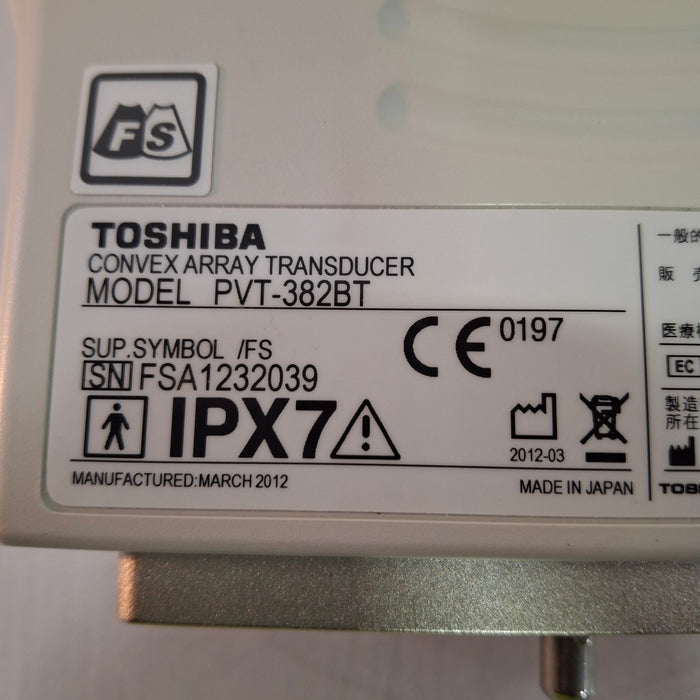 FS
TOSHIBA
CONVEX ARRAY TRANSDUCER
MODEL PVT-382BT
SUP.SYMBOL /FS
CE 0197
SN FSA1232039
IPX7
2012-03
MANUFACTURED:MARCH 2012
MADE IN JAPAN
一般的
販
医療
EC
製造
所在
TOS